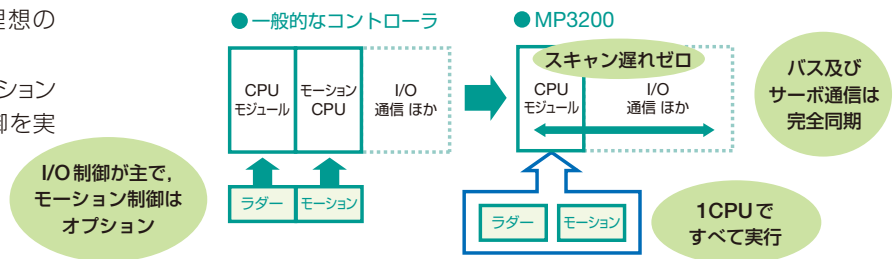 理想の
ション
御を実
●一般的なコントローラ
CPU
モジュール
モーション
CPU
I/O
通信 ほか
ラダー
モーション
I/O制御が主で,
モーション制御は
オプション
●MP3200
スキャン遅れゼロ
CPU
モジュール
I/O
通信 ほか
バス及び
サーボ通信は
完全同期
ラダー
モーション
1CPUで
すべて実行